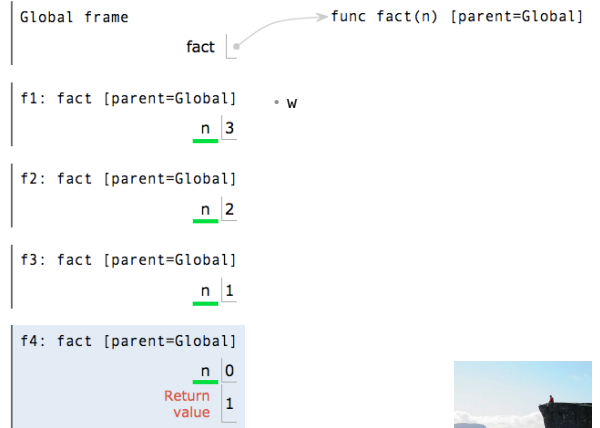 Global frame
func fact(n) [parent=Global]
fact
f1: fact [parent=Global]
• w
n 3
f2: fact [parent=Global]
n 2
f3: fact [parent=Global]
n 1
f4: fact [parent=Global]
n 0
Return
value 1